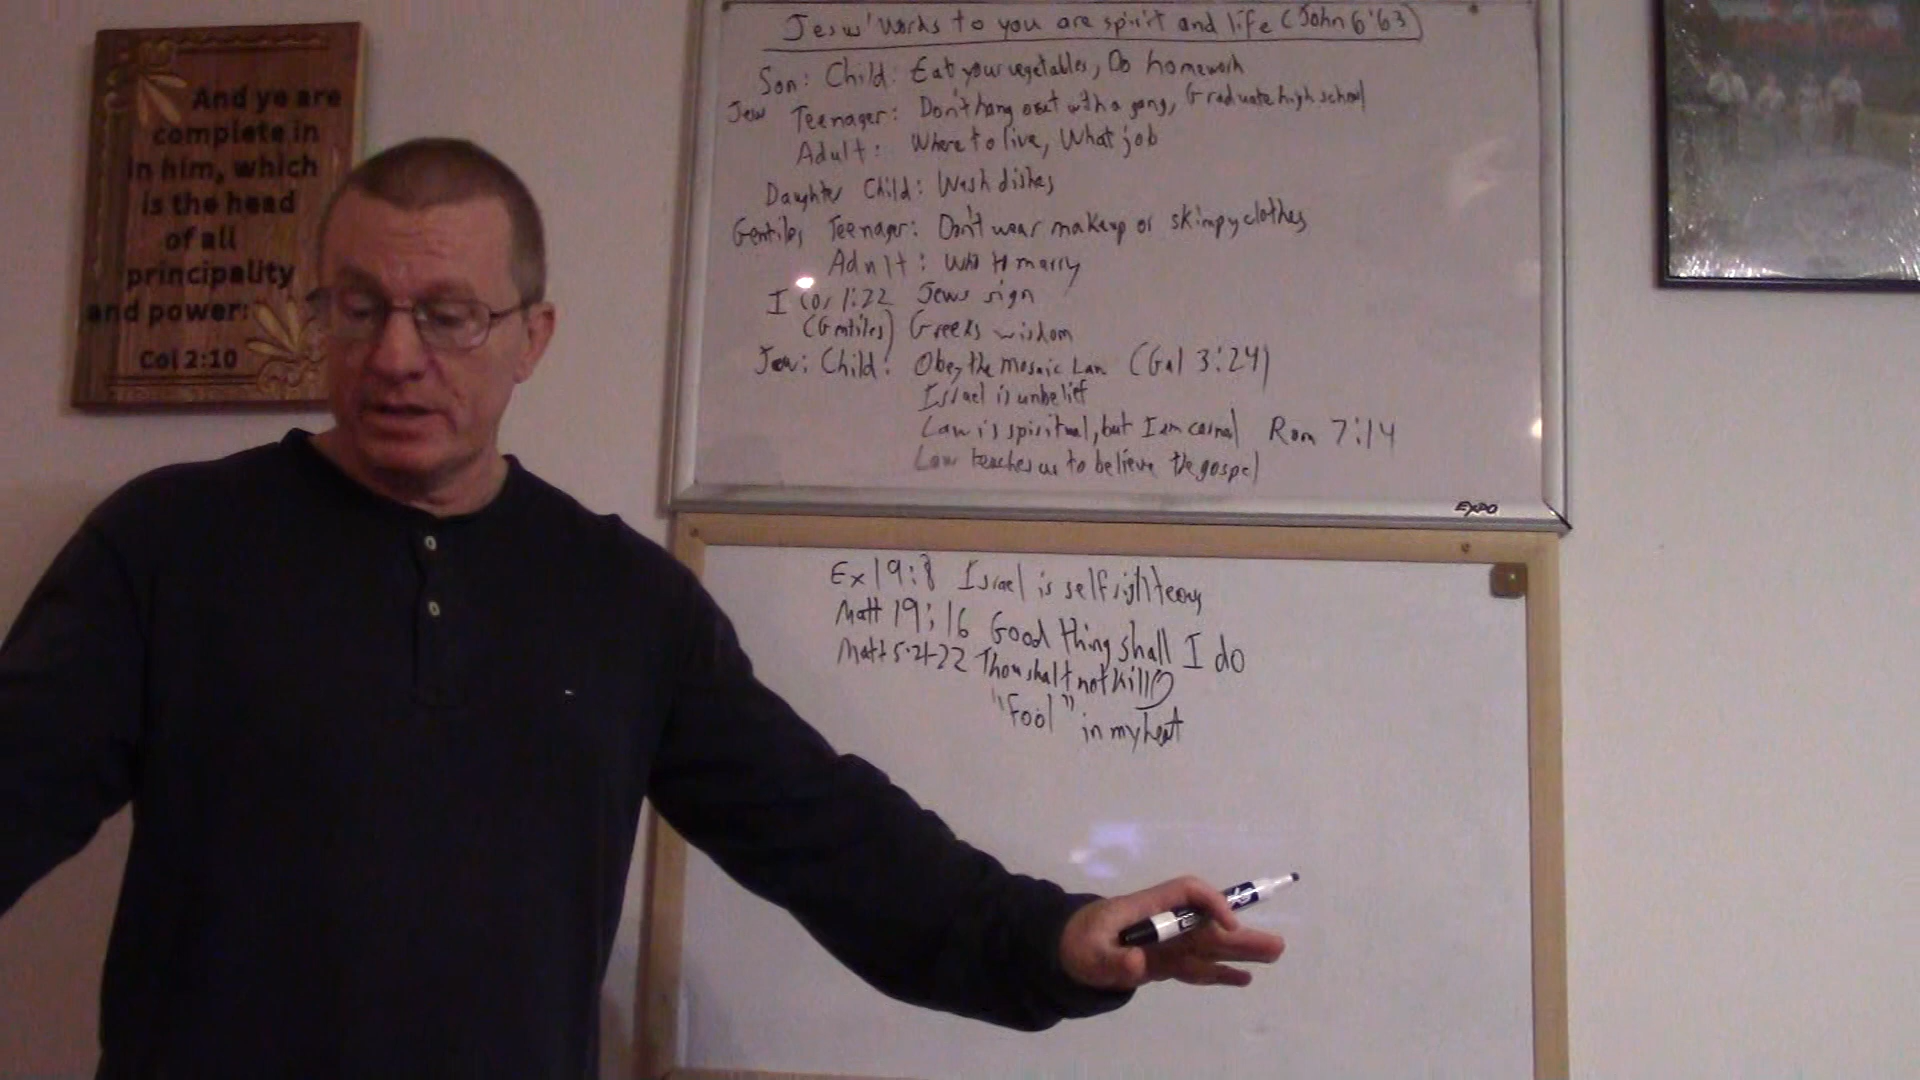 And ye are
complete in
in him, which
is the head
of all
principality
and power:
Col 2:10
Jesus' words to you are spirit and life (John 6:63)
Son: Child: Eat your vegetables, Do homework
Jew Teenager: Don't hang out with a gang, Graduate high school
Adult: Where to live, What job
Daughter Child: Wash dishes
Gentiles Teenager: Don't wear makeup or skimpy clothes
Adult: Who to marry
I Cor 1:22 Jews sign
(Gentiles) Greeks wisdom
Jew: Child: Obey the Mosaic Law (Gal 3:24)
Israel is unbelief
Law is spiritual, but I am carnal Rom 7:14
Law teaches us to believe the gospel
EXPO
Ex 19:8 Israel is self righteous
Matt 19:16 Good thing shall I do
Matt 5:21-22 Thou shalt not kill
"Fool" in my heat